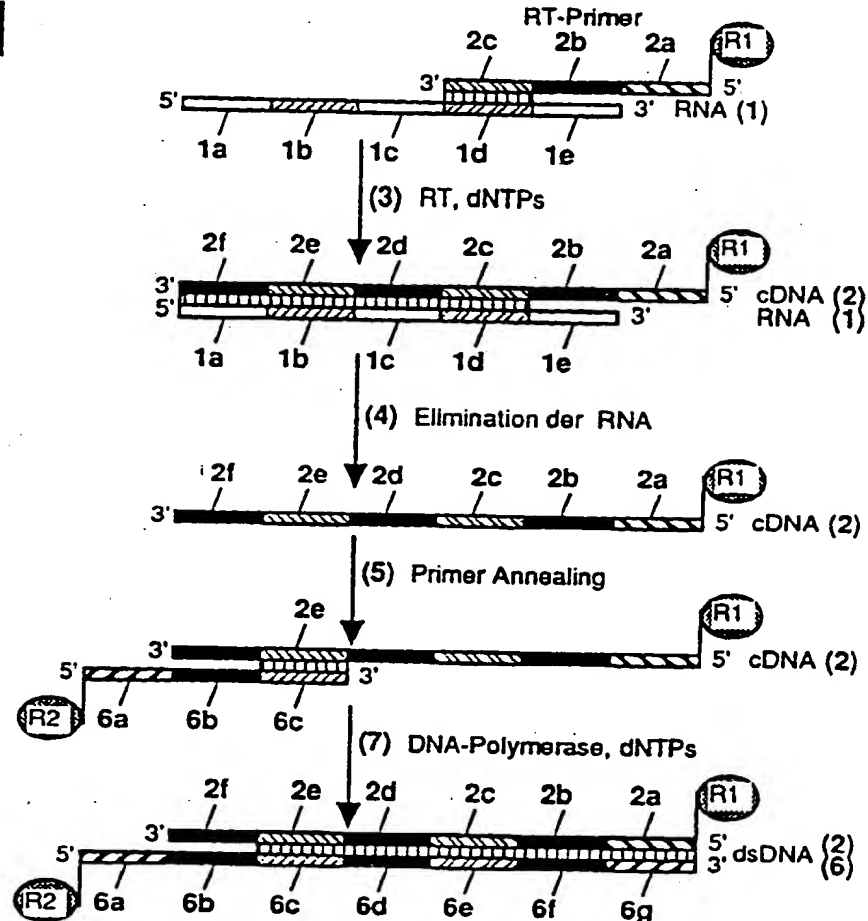 RT-Primer
2c 2b 2a R1
3' 5'
5' 3' RNA (1)
1a 1b 1c 1d 1e
(3) RT, dNTPs
2f 2e 2d 2c 2b 2a R1
3' 5' cDNA (2)
5' 3' RNA (1)
1a 1b 1c 1d 1e
(4) Elimination der RNA
2f 2e 2d 2c 2b 2a R1
3' 5' cDNA (2)
(5) Primer Annealing
2e R1
3' 5' cDNA (2)
5' 3'
R2 6a 6b 6c
(7) DNA-Polymerase, dNTPs
2f 2e 2d 2c 2b 2a R1
3' 5' (2)
5' 3' dsDNA (6)
R2 6a 6b 6c 6d 6e 6f 6g